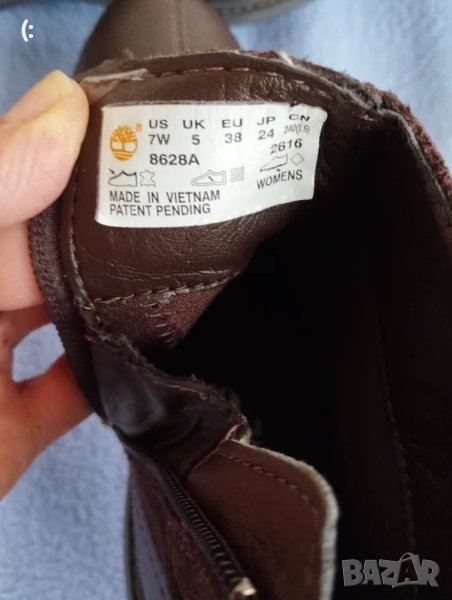 (:
US UK EU JP CN
7W 5 38 24 240(1.5)
8628A 2616
WOMENS
MADE IN VIETNAM
PATENT PENDING
BAZAR